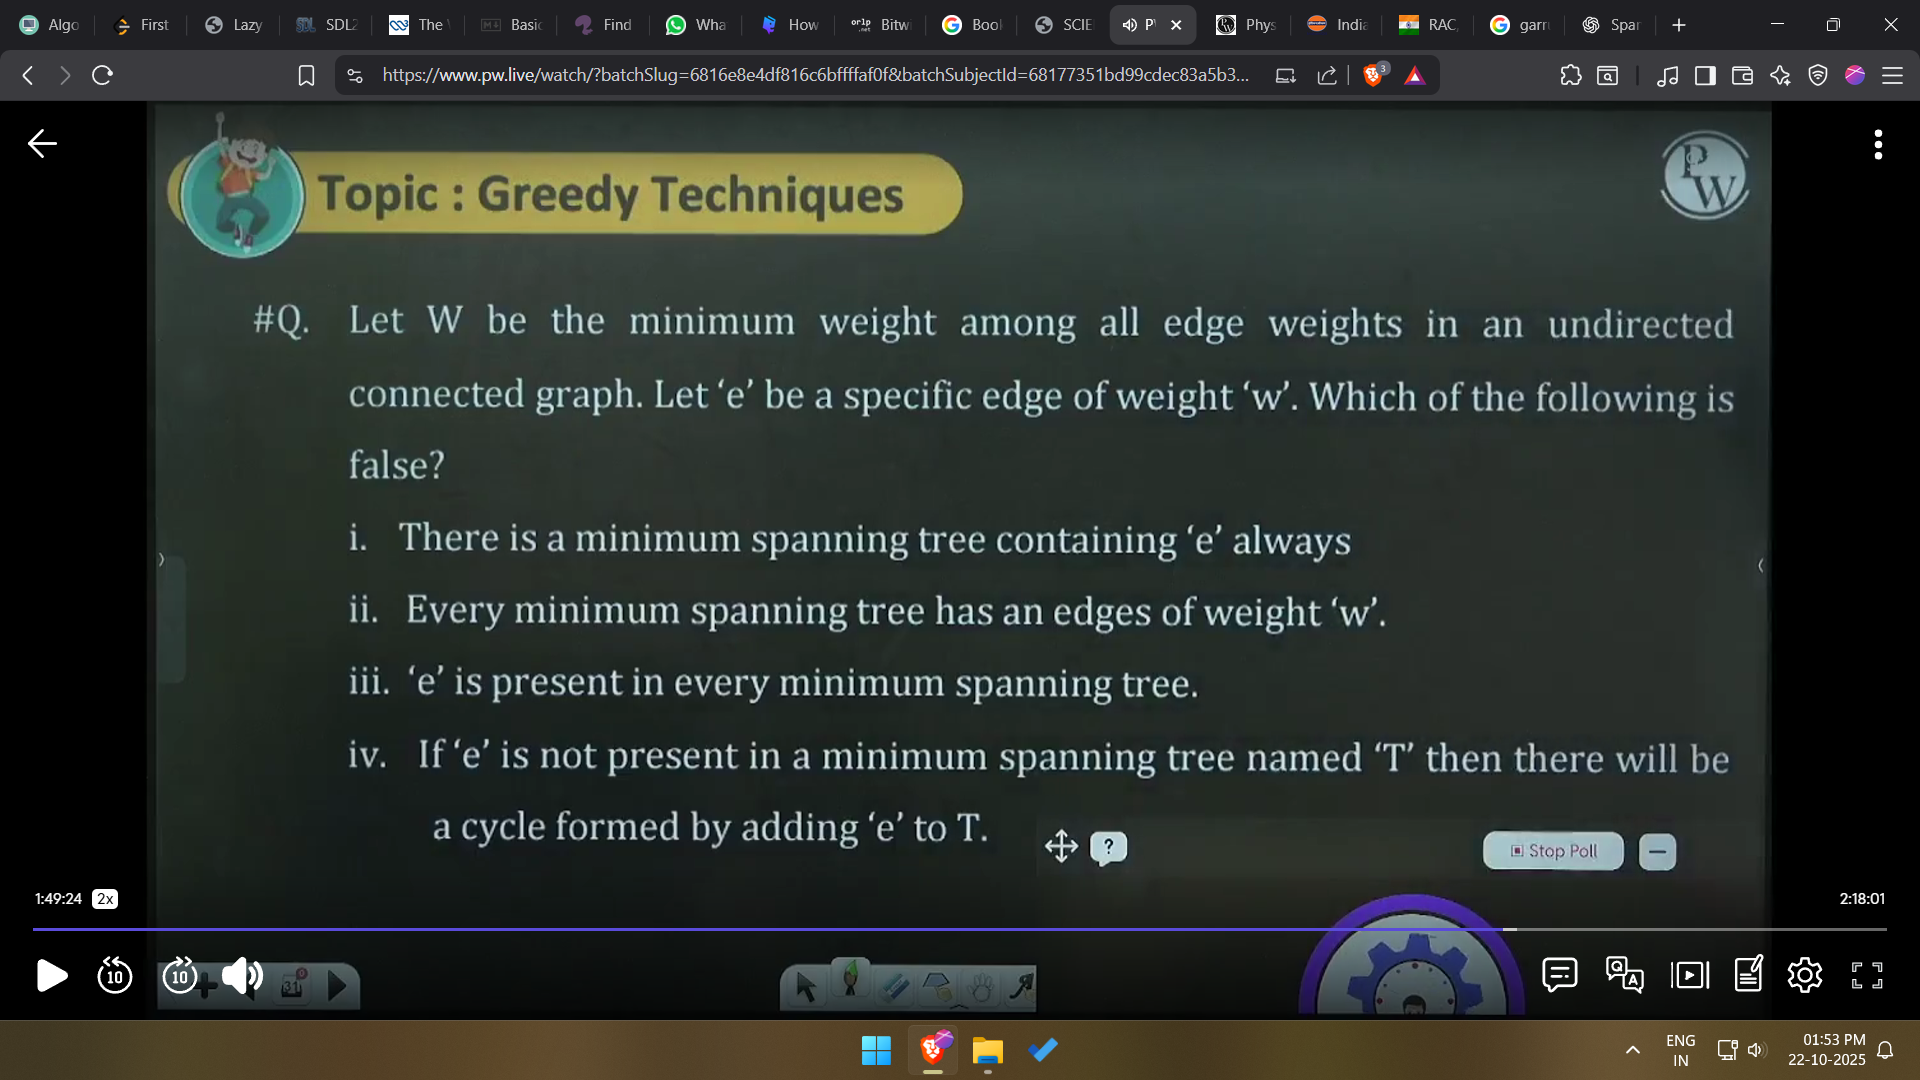 Algo
First
Lazy
SDL2
The
Basic
Find
Wha
How
orlp .net
Bitwi
Bool
SCIE
P
Phys
India
RAC,
garr
Spar
https://www.pw.live/watch/?batchSlug=6816e8e4df816c6bffffaf0f&batchSubjectId=68177351bd99cdec83a5b3...
3
Topic : Greedy Techniques
PW
#Q. Let W be the minimum weight among all edge weights in an undirected
connected graph. Let ‘e’ be a specific edge of weight ‘w’. Which of the following is
false?
i. There is a minimum spanning tree containing ‘e’ always
ii. Every minimum spanning tree has an edges of weight ‘w’.
iii. ‘e’ is present in every minimum spanning tree.
iv. If ‘e’ is not present in a minimum spanning tree named ‘T’ then there will be
a cycle formed by adding ‘e’ to T.
?
Stop Poll
1:49:24 2x
2:18:01
10
10
31
Q A
ENG
IN
01:53 PM
22-10-2025